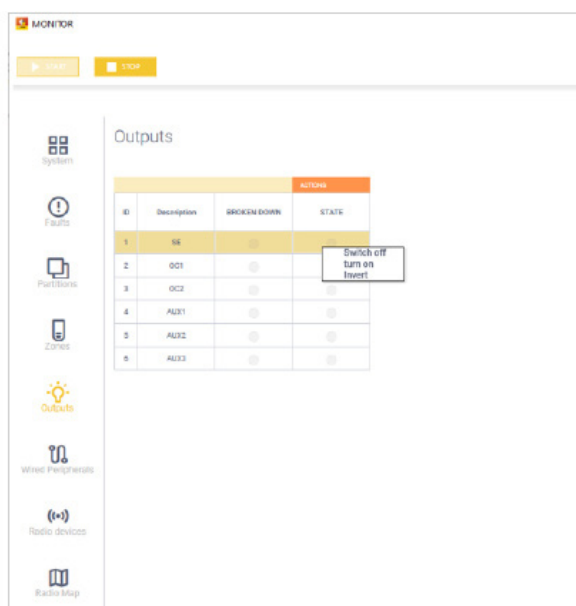 MONITOR
STOP
Outputs
System
Faults
Partitions
Zones
Outputs
Wired Peripherals
Radio devices
Radio Map
ACTIONS
ID Description BROKEN DOWN STATE
1
2 OC1
3 OC2
4 AUX1
5 AUX2
6 AUX3
Switch off
turn on
Invert